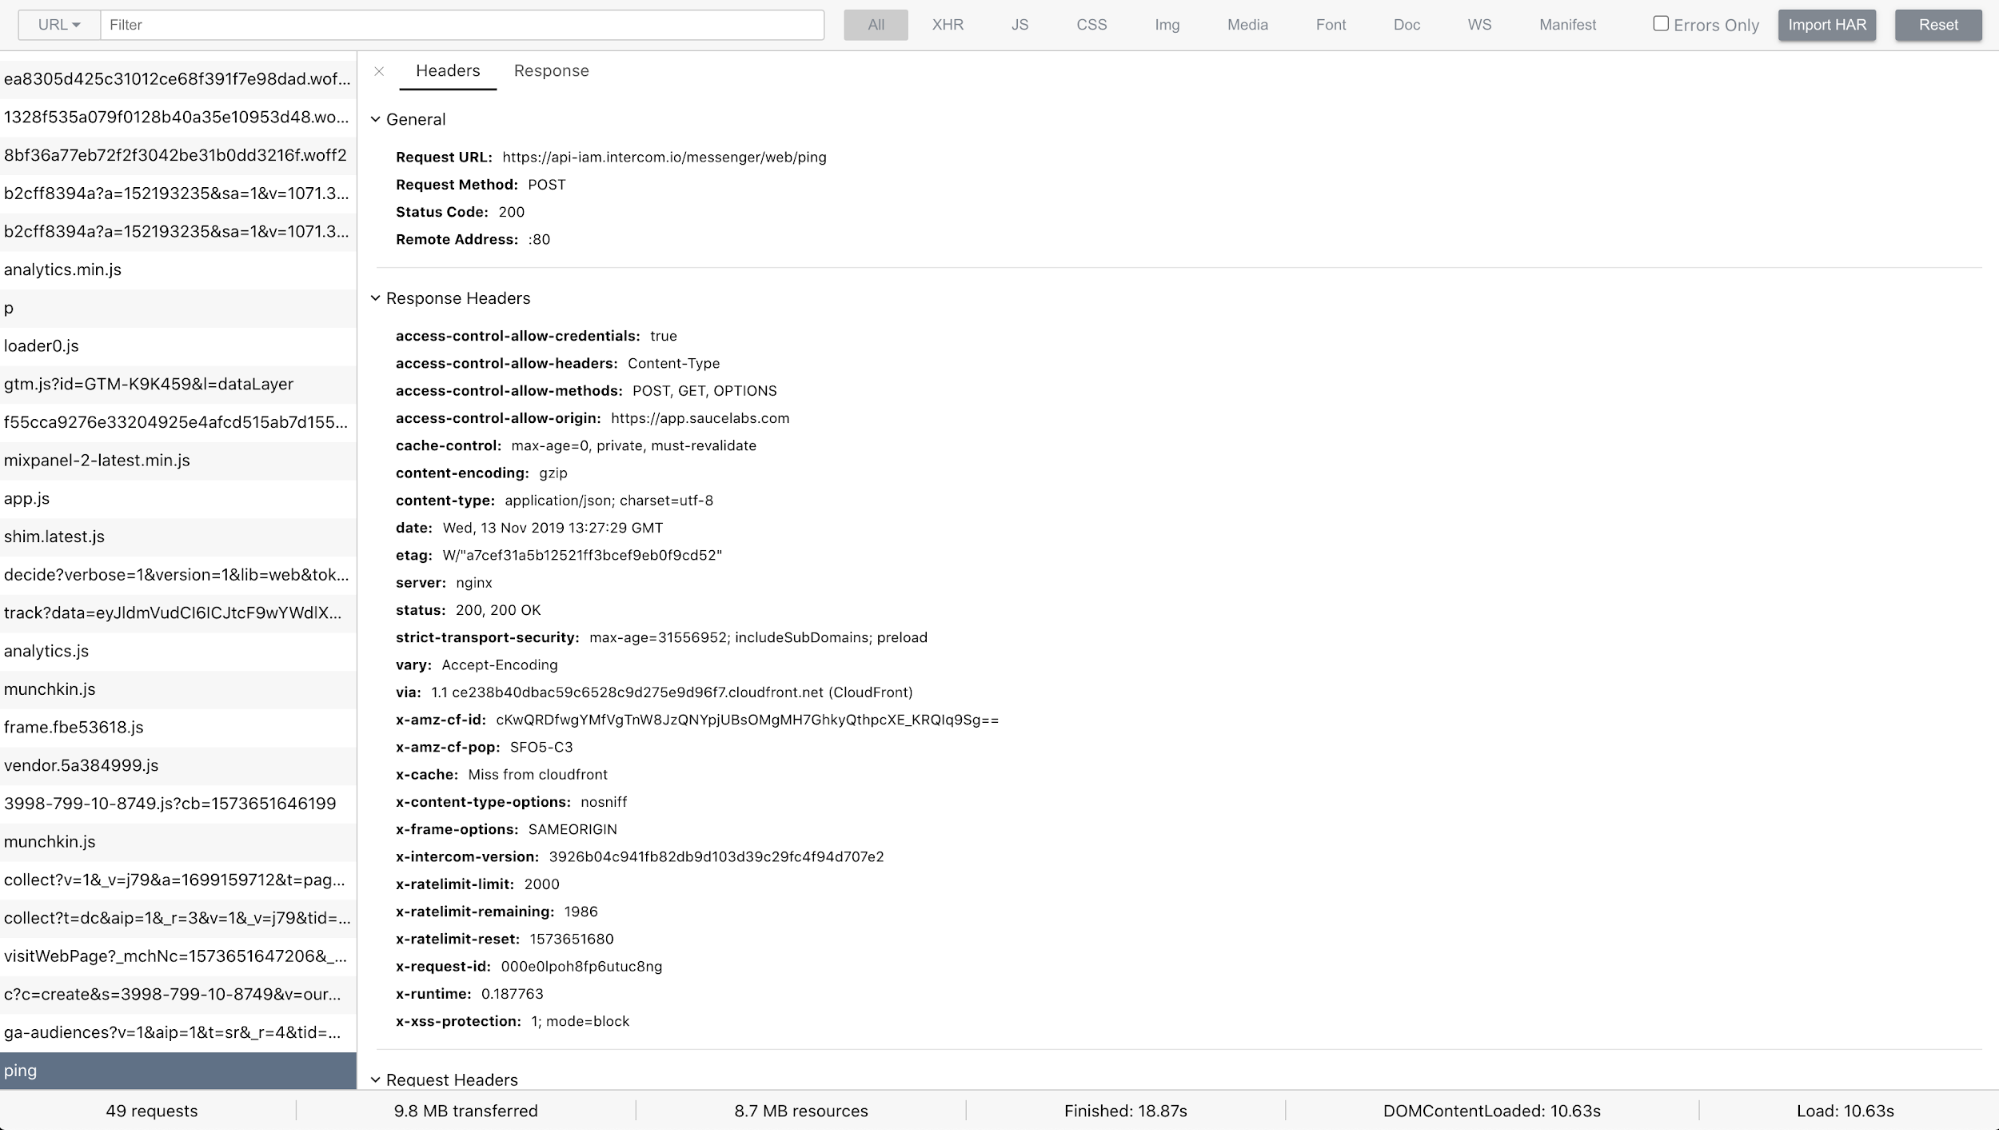 URL Filter All XHR JS CSS Img Media Font Doc WS Manifest Errors Only Import HAR Reset
ea8305d425c31012ce68f391f7e98dad.wof...
1328f535a079f0128b40a35e10953d48.wo...
8bf36a77eb72f2f3042be31b0dd3216f.woff2
b2cff8394a?a=152193235&sa=1&v=1071.3...
b2cff8394a?a=152193235&sa=1&v=1071.3...
analytics.min.js
p
loader0.js
gtm.js?id=GTM-K9K459&l=dataLayer
f55cca9276e33204925e4afcd515ab7d155...
mixpanel-2-latest.min.js
app.js
shim.latest.js
decide?verbose=1&version=1&lib=web&tok...
track?data=eyJldmVudCI6ICJtcF9wYWdlX...
analytics.js
munchkin.js
frame.fbe53618.js
vendor.5a384999.js
3998-799-10-8749.js?cb=1573651646199
munchkin.js
collect?v=1&_v=j79&a=1699159712&t=pag...
collect?t=dc&aip=1&_r=3&v=1&_v=j79&tid=...
visitWebPage?_mchNc=1573651647206&_...
c?c=create&s=3998-799-10-8749&v=our...
ga-audiences?v=1&aip=1&t=sr&_r=4&tid=...
ping
Headers Response
General
Request URL: https://api-iam.intercom.io/messenger/web/ping
Request Method: POST
Status Code: 200
Remote Address: :80
Response Headers
access-control-allow-credentials: true
access-control-allow-headers: Content-Type
access-control-allow-methods: POST, GET, OPTIONS
access-control-allow-origin: https://app.saucelabs.com
cache-control: max-age=0, private, must-revalidate
content-encoding: gzip
content-type: application/json; charset=utf-8
date: Wed, 13 Nov 2019 13:27:29 GMT
etag: W/"a7cef31a5b12521ff3bcef9eb0f9cd52"
server: nginx
status: 200, 200 OK
strict-transport-security: max-age=31556952; includeSubDomains; preload
vary: Accept-Encoding
via: 1.1 ce238b40dbac59c6528c9d275e9d96f7.cloudfront.net (CloudFront)
x-amz-cf-id: cKwQRDfwgYMfVgTnW8JzQNYpjUBsOMgMH7GhkyQthpcXE_KRQIq9Sg==
x-amz-cf-pop: SFO5-C3
x-cache: Miss from cloudfront
x-content-type-options: nosniff
x-frame-options: SAMEORIGIN
x-intercom-version: 3926b04c941fb82db9d103d39c29fc4f94d707e2
x-ratelimit-limit: 2000
x-ratelimit-remaining: 1986
x-ratelimit-reset: 1573651680
x-request-id: 000e0lpoh8fp6utuc8ng
x-runtime: 0.187763
x-xss-protection: 1; mode=block
Request Headers
49 requests 9.8 MB transferred 8.7 MB resources Finished: 18.87s DOMContentLoaded: 10.63s Load: 10.63s